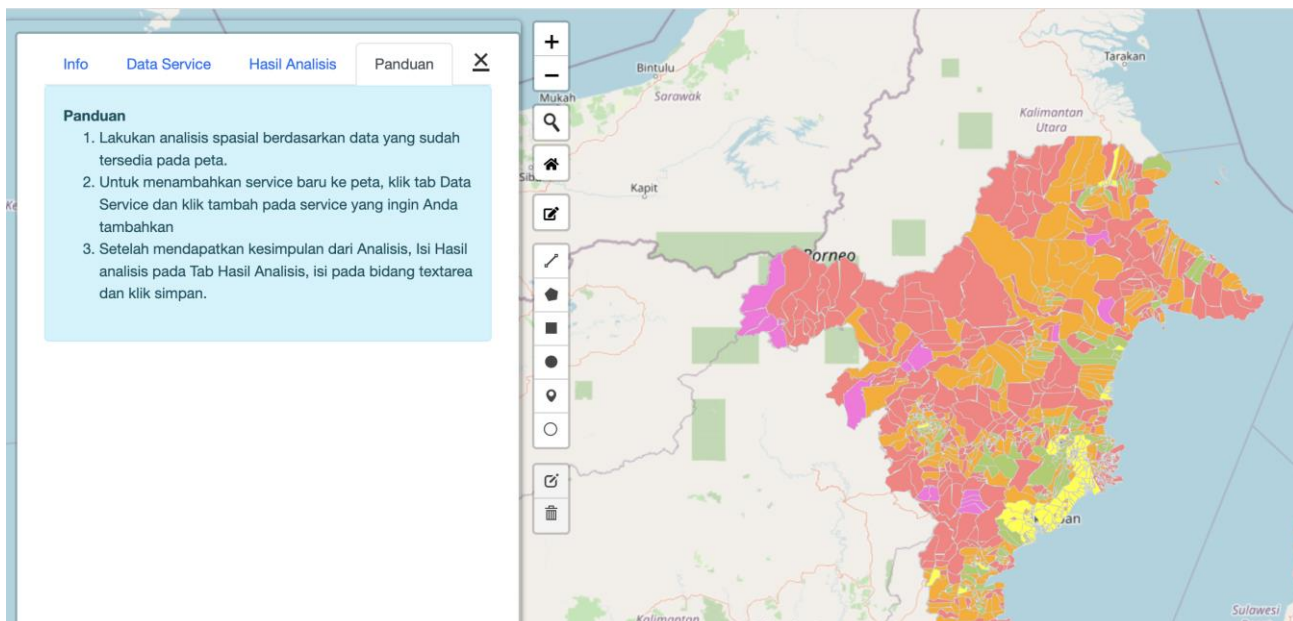 Info Data Service Hasil Analisis Panduan
Panduan
1. Lakukan analisis spasial berdasarkan data yang sudah
tersedia pada peta.
2. Untuk menambahkan service baru ke peta, klik tab Data
Service dan klik tambah pada service yang ingin Anda
tambahkan
3. Setelah mendapatkan kesimpulan dari Analisis, Isi Hasil
analisis pada Tab Hasil Analisis, isi pada bidang textarea
dan klik simpan.
Tarakan
Bintulu
Mukah
Sarawak
Kalimantan
Utara
Kapit
Borneo
Sulawesi
Kalimantan